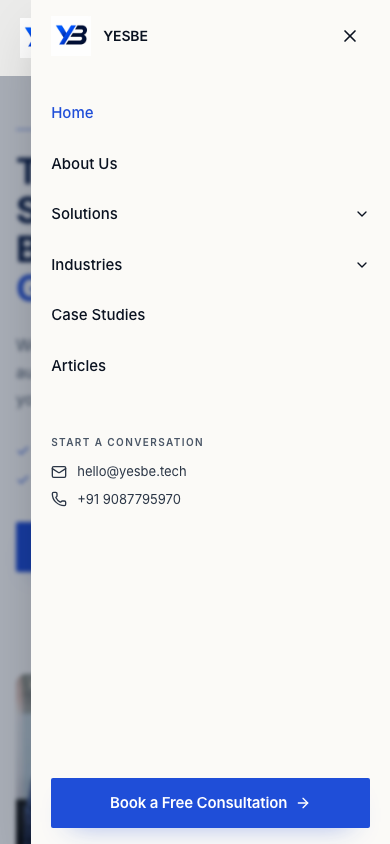 YB YESBE
Home
About Us
Solutions
Industries
Case Studies
Articles
START A CONVERSATION
hello@yesbe.tech
+91 9087795970
Book a Free Consultation